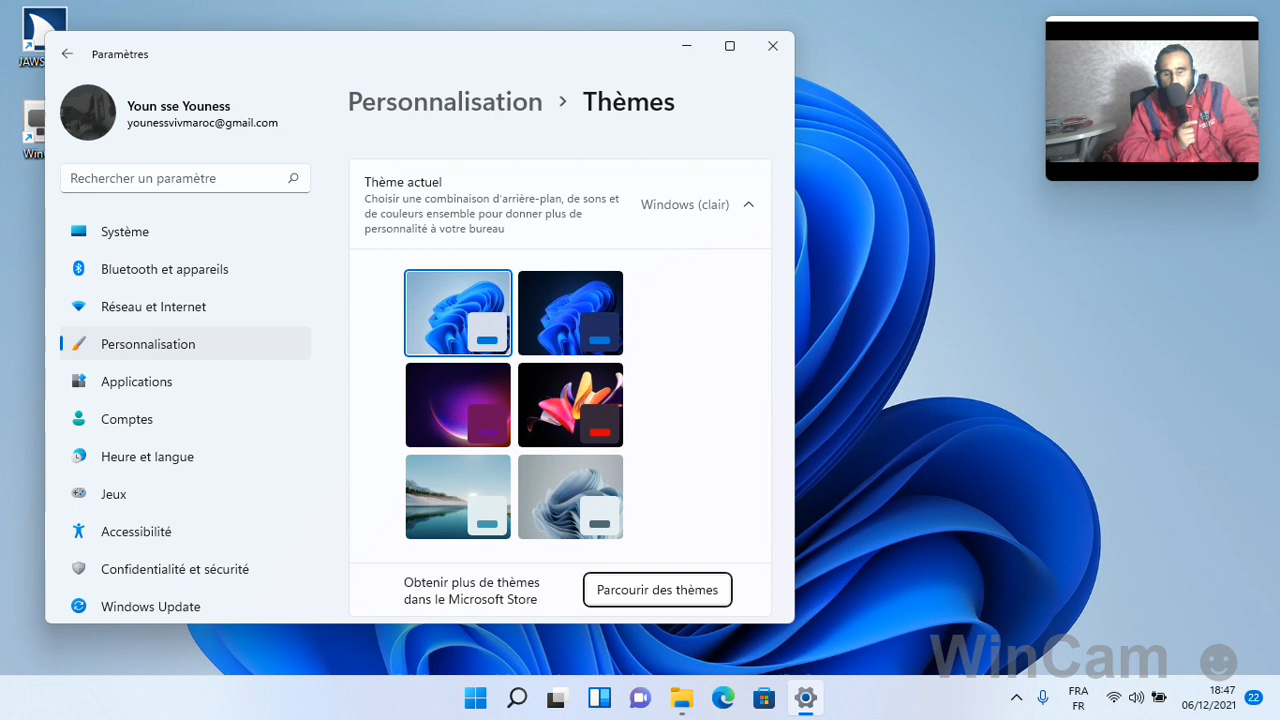 JAWS
Win
Paramètres
Youn sse Youness
younessvivmaroc@gmail.com
Rechercher un paramètre
Système
Bluetooth et appareils
Réseau et Internet
Personnalisation
Applications
Comptes
Heure et langue
Jeux
Accessibilité
Confidentialité et sécurité
Windows Update
Personnalisation > Thèmes
Thème actuel
Choisir une combinaison d'arrière-plan, de sons et
de couleurs ensemble pour donner plus de
personnalité à votre bureau
Windows (clair)
Obtenir plus de thèmes
dans le Microsoft Store
Parcourir des thèmes
WinCam
FRA
FR
18:47
06/12/2021
22